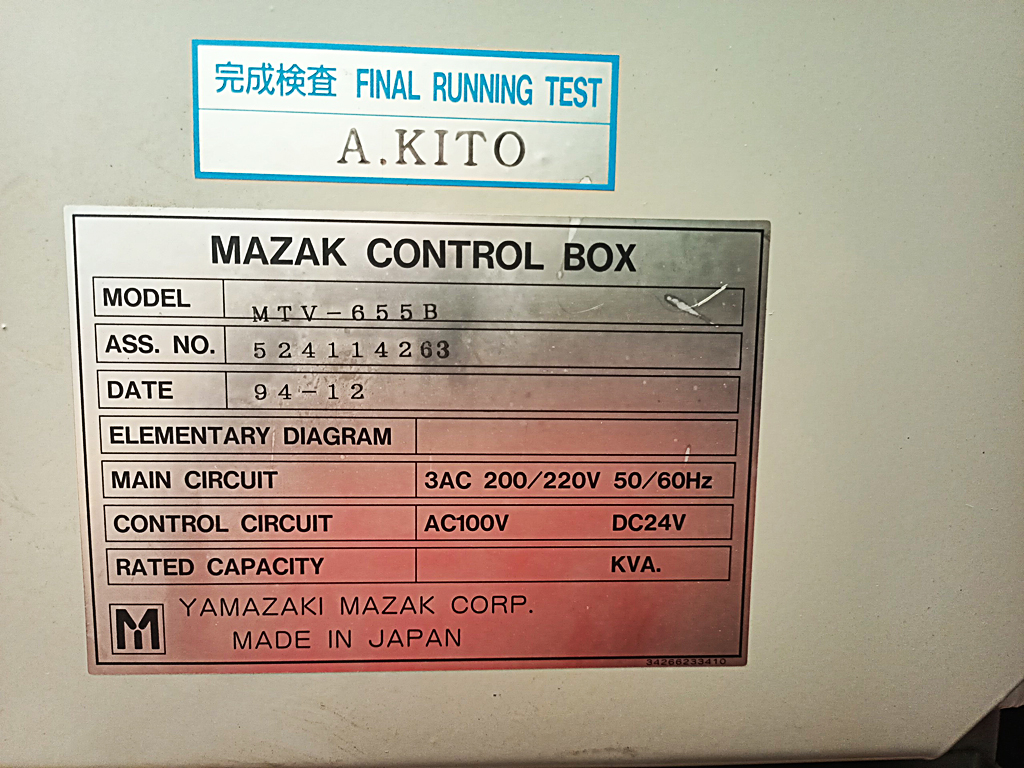 完成検査 FINAL RUNNING TEST
A.KITO
MAZAK CONTROL BOX
MODEL MTV-655B
ASS. NO. 524114263
DATE 94-12
ELEMENTARY DIAGRAM
MAIN CIRCUIT 3AC 200/220V 50/60Hz
CONTROL CIRCUIT AC100V DC24V
RATED CAPACITY KVA.
M YAMAZAKI MAZAK CORP.
MADE IN JAPAN
34266233410